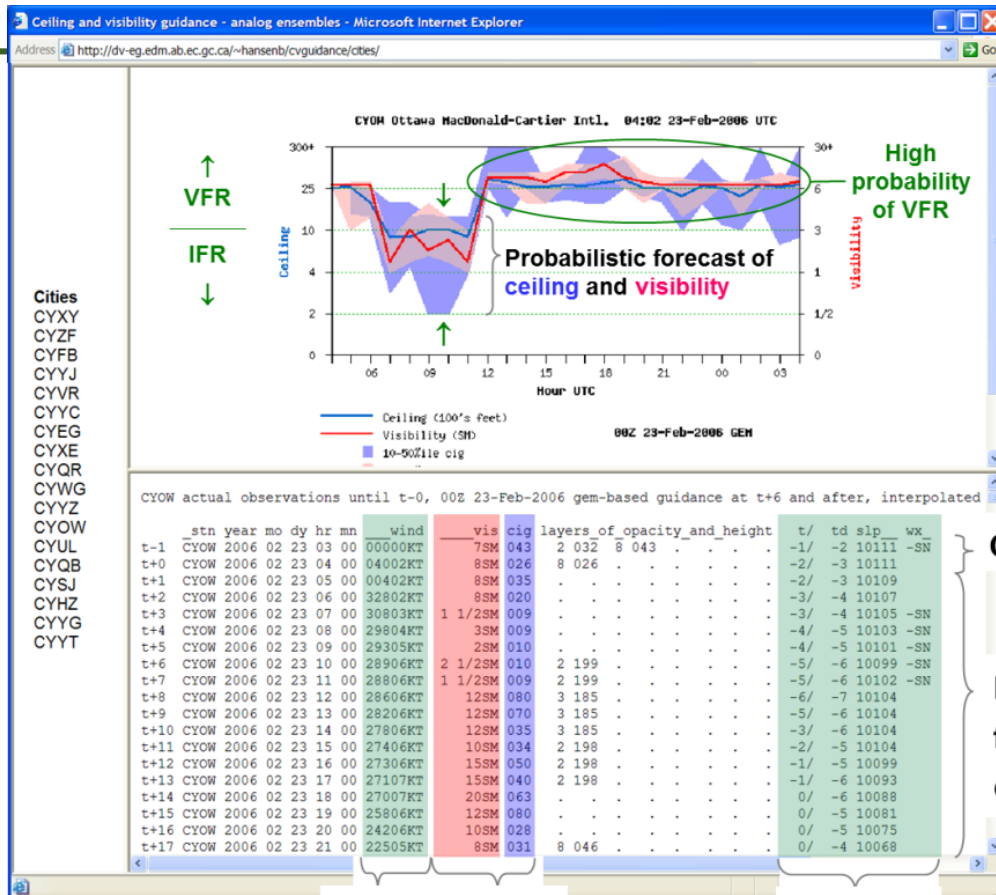 Ceiling and visibility guidance - analog ensembles - Microsoft Internet Explorer
Address http://dv-eg.edm.ab.ec.gc.ca/~hansenb/cvguidance/cities/ Go
CYOW Ottawa MacDonald-Cartier Intl. 04:02 23-Feb-2006 UTC
↑
VFR
IFR
↓
Ceiling
300+
25
10
4
2
0
30+
6
3
1
1/2
0
Visibility
High
probability
of VFR
Probabilistic forecast of
ceiling and visibility
06 09 12 15 18 21 00 03
Hour UTC
Ceiling (100's feet)
Visibility (SM)
10-50%ile cig
00Z 23-Feb-2006 GEM
Cities
CYXY
CYZF
CYFB
CYYJ
CYVR
CYYC
CYEG
CYXE
CYQR
CYWG
CYYZ
CYOW
CYUL
CYQB
CYSJ
CYHZ
CYYG
CYYT
CYOW actual observations until t-0, 00Z 23-Feb-2006 gem-based guidance at t+6 and after, interpolated
_stn year mo dy hr mn ____wind ____vis cig layers_of_opacity_and_height t/ td slp__ wx_
t-1 CYOW 2006 02 23 03 00 00000KT 7SM 043 2 032 8 043 . . . . -1/ -2 10111 -SN
t+0 CYOW 2006 02 23 04 00 04002KT 8SM 026 8 026 . . . . . -2/ -3 10111
t+1 CYOW 2006 02 23 05 00 00402KT 8SM 035 . . . . . . -2/ -3 10109
t+2 CYOW 2006 02 23 06 00 32802KT 8SM 020 . . . . . . -3/ -4 10107
t+3 CYOW 2006 02 23 07 00 30803KT 1 1/2SM 009 . . . . . . -3/ -4 10105 -SN
t+4 CYOW 2006 02 23 08 00 29804KT 3SM 009 . . . . . . -4/ -5 10103 -SN
t+5 CYOW 2006 02 23 09 00 29305KT 2SM 010 . . . . . . -4/ -5 10101 -SN
t+6 CYOW 2006 02 23 10 00 28906KT 2 1/2SM 010 2 199 . . . . . -5/ -6 10099 -SN
t+7 CYOW 2006 02 23 11 00 28806KT 1 1/2SM 009 2 199 . . . . . -5/ -6 10102 -SN
t+8 CYOW 2006 02 23 12 00 28606KT 12SM 080 3 185 . . . . . -6/ -7 10104
t+9 CYOW 2006 02 23 13 00 28206KT 12SM 070 3 185 . . . . . -5/ -6 10104
t+10 CYOW 2006 02 23 14 00 27806KT 12SM 035 3 185 . . . . . -3/ -6 10104
t+11 CYOW 2006 02 23 15 00 27406KT 10SM 034 2 198 . . . . . -2/ -5 10104
t+12 CYOW 2006 02 23 16 00 27306KT 15SM 050 2 198 . . . . . -1/ -5 10099
t+13 CYOW 2006 02 23 17 00 27107KT 15SM 040 2 198 . . . . . -1/ -6 10093
t+14 CYOW 2006 02 23 18 00 27007KT 20SM 063 . . . . . . 0/ -6 10088
t+15 CYOW 2006 02 23 19 00 25806KT 12SM 080 . . . . . . 0/ -5 10081
t+16 CYOW 2006 02 23 20 00 24206KT 10SM 028 . . . . . . 0/ -5 10075
t+17 CYOW 2006 02 23 21 00 22505KT 8SM 031 8 046 . . . . . 0/ -4 10068